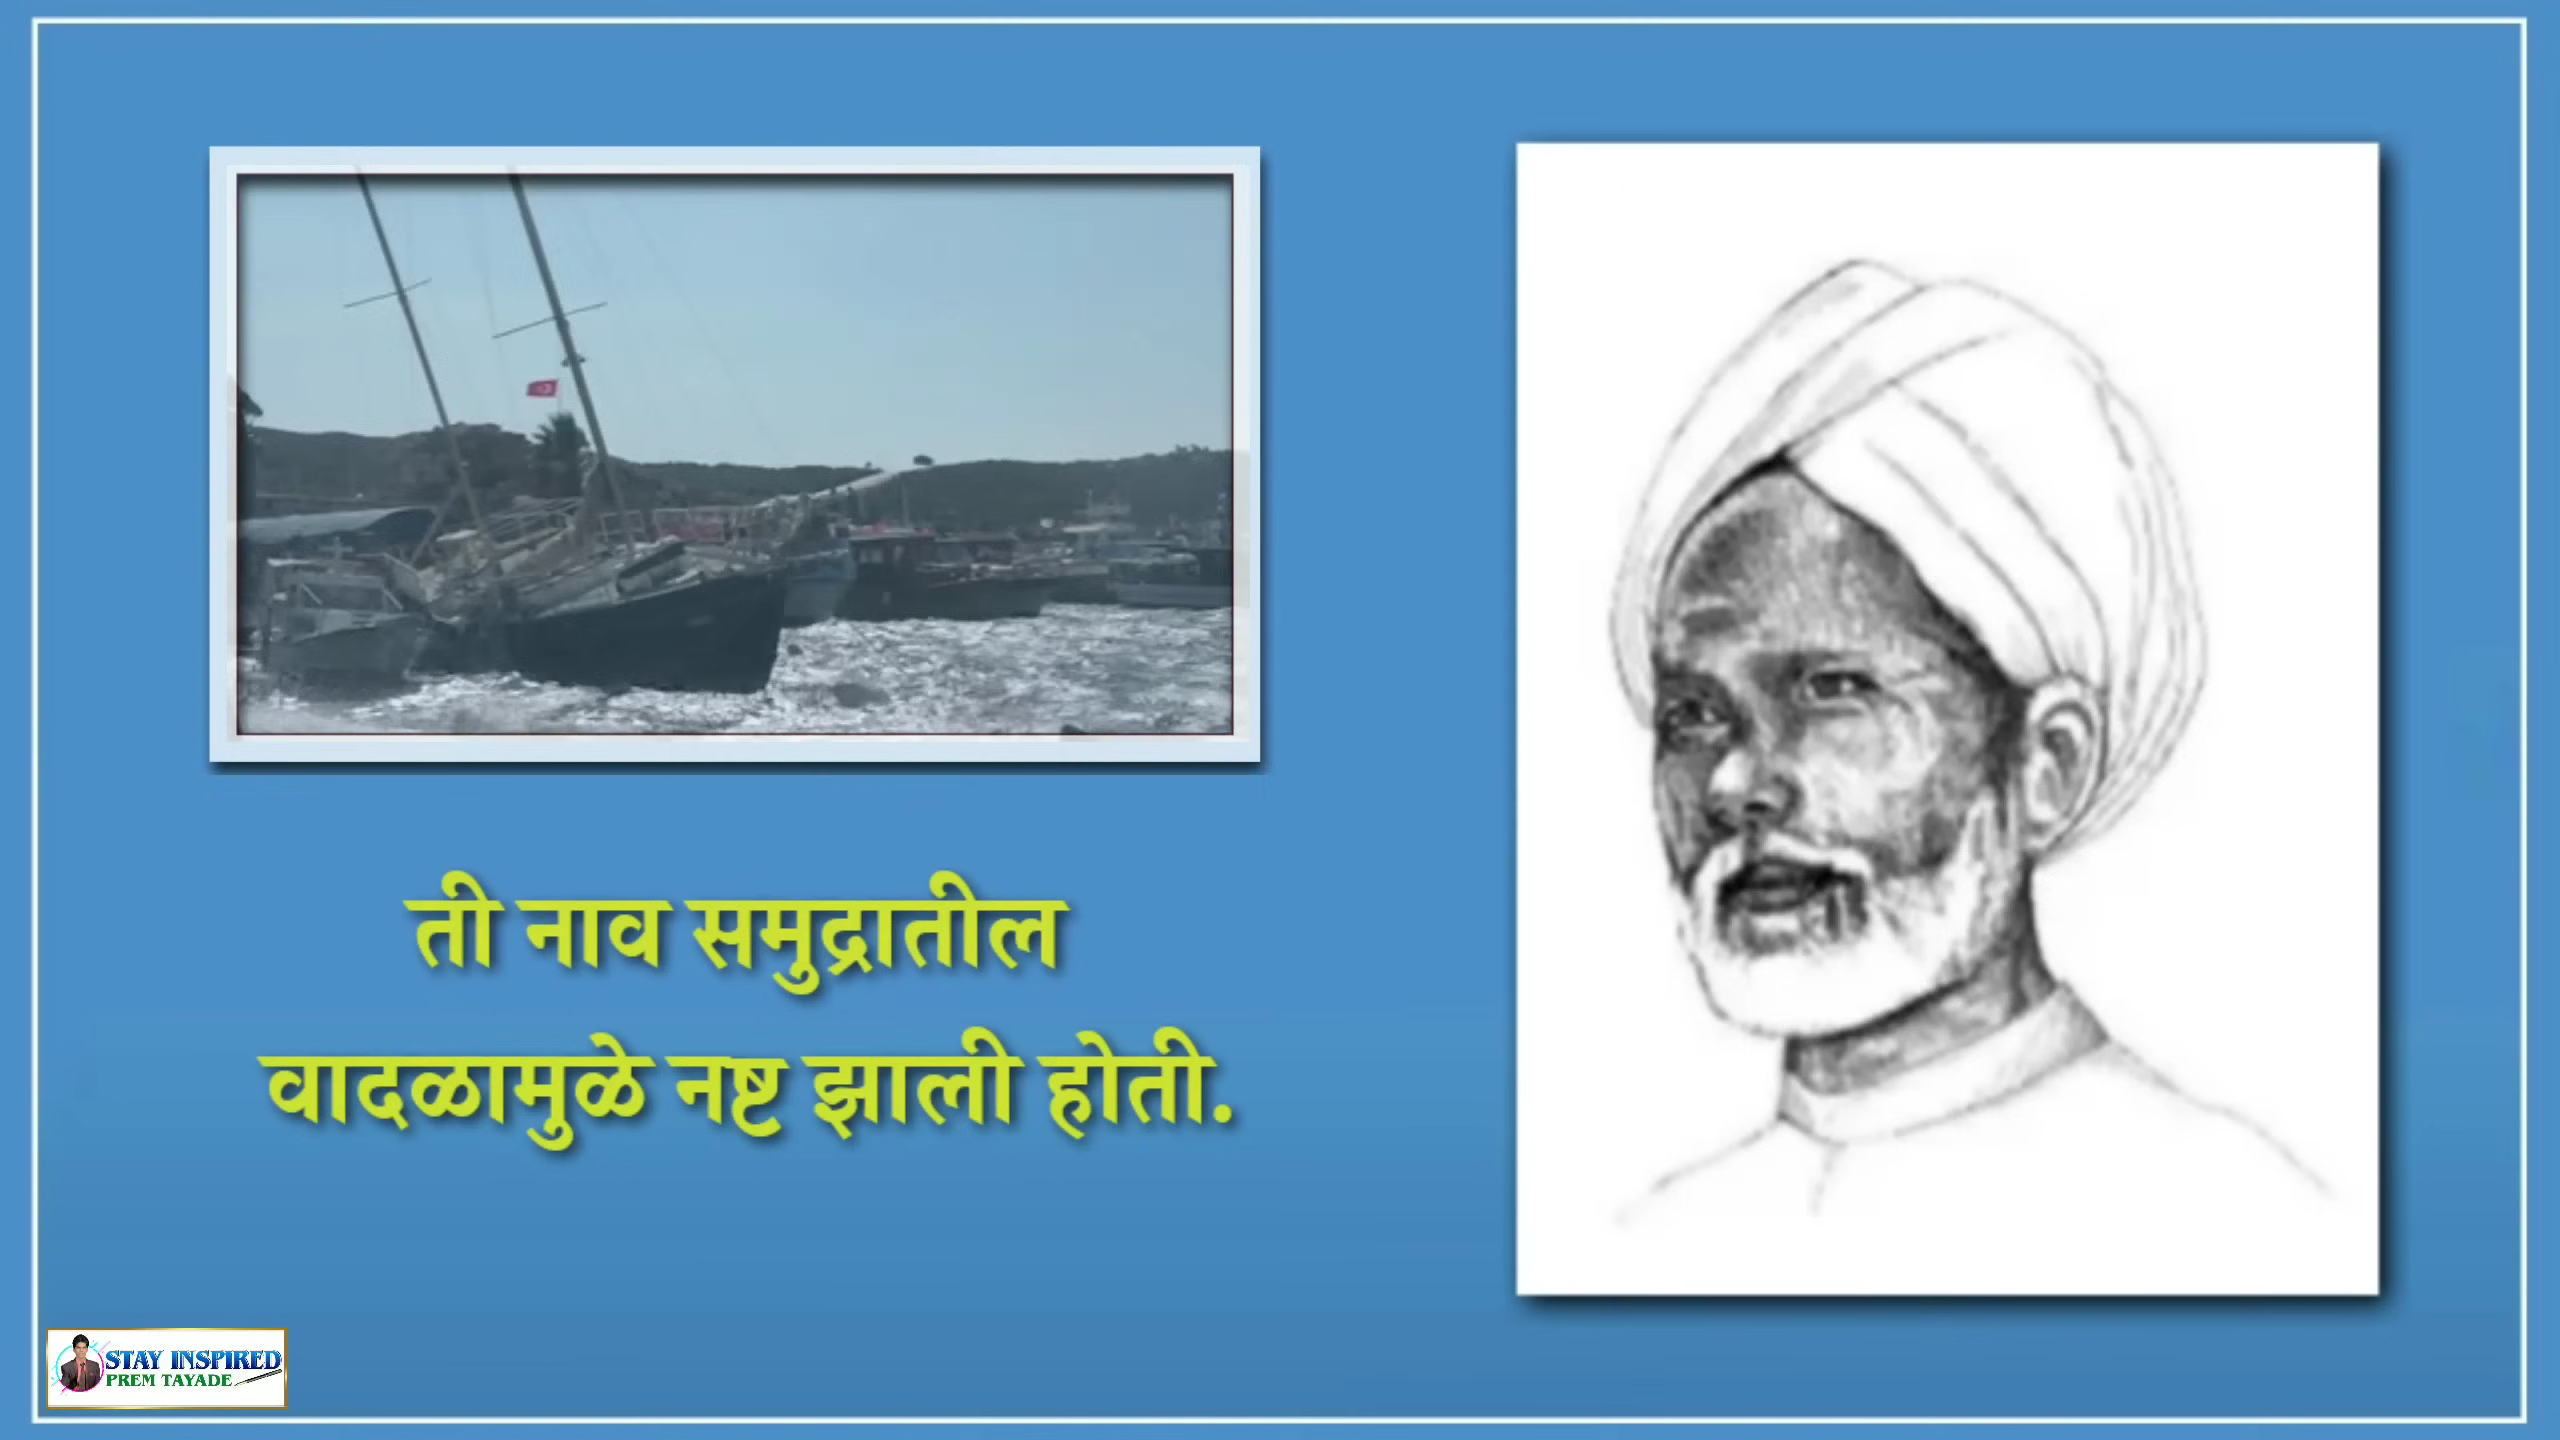 ती नाव समुद्रातील
वादळामुळे नष्ट झाली होती.
STAY INSPIRED
PREM TAYADE